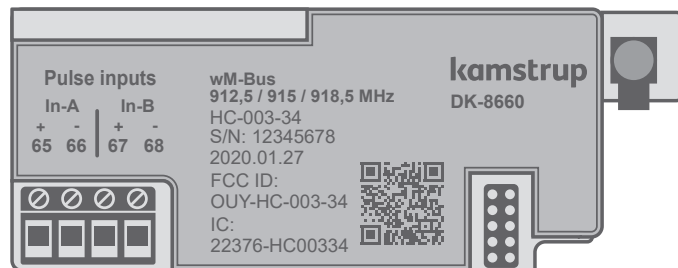 Pulse inputs
In-A In-B
+ - + -
65 66 67 68
wM-Bus
912,5 / 915 / 918,5 MHz
HC-003-34
S/N: 12345678
2020.01.27
FCC ID:
OUY-HC-003-34
IC:
22376-HC00334
kamstrup
DK-8660